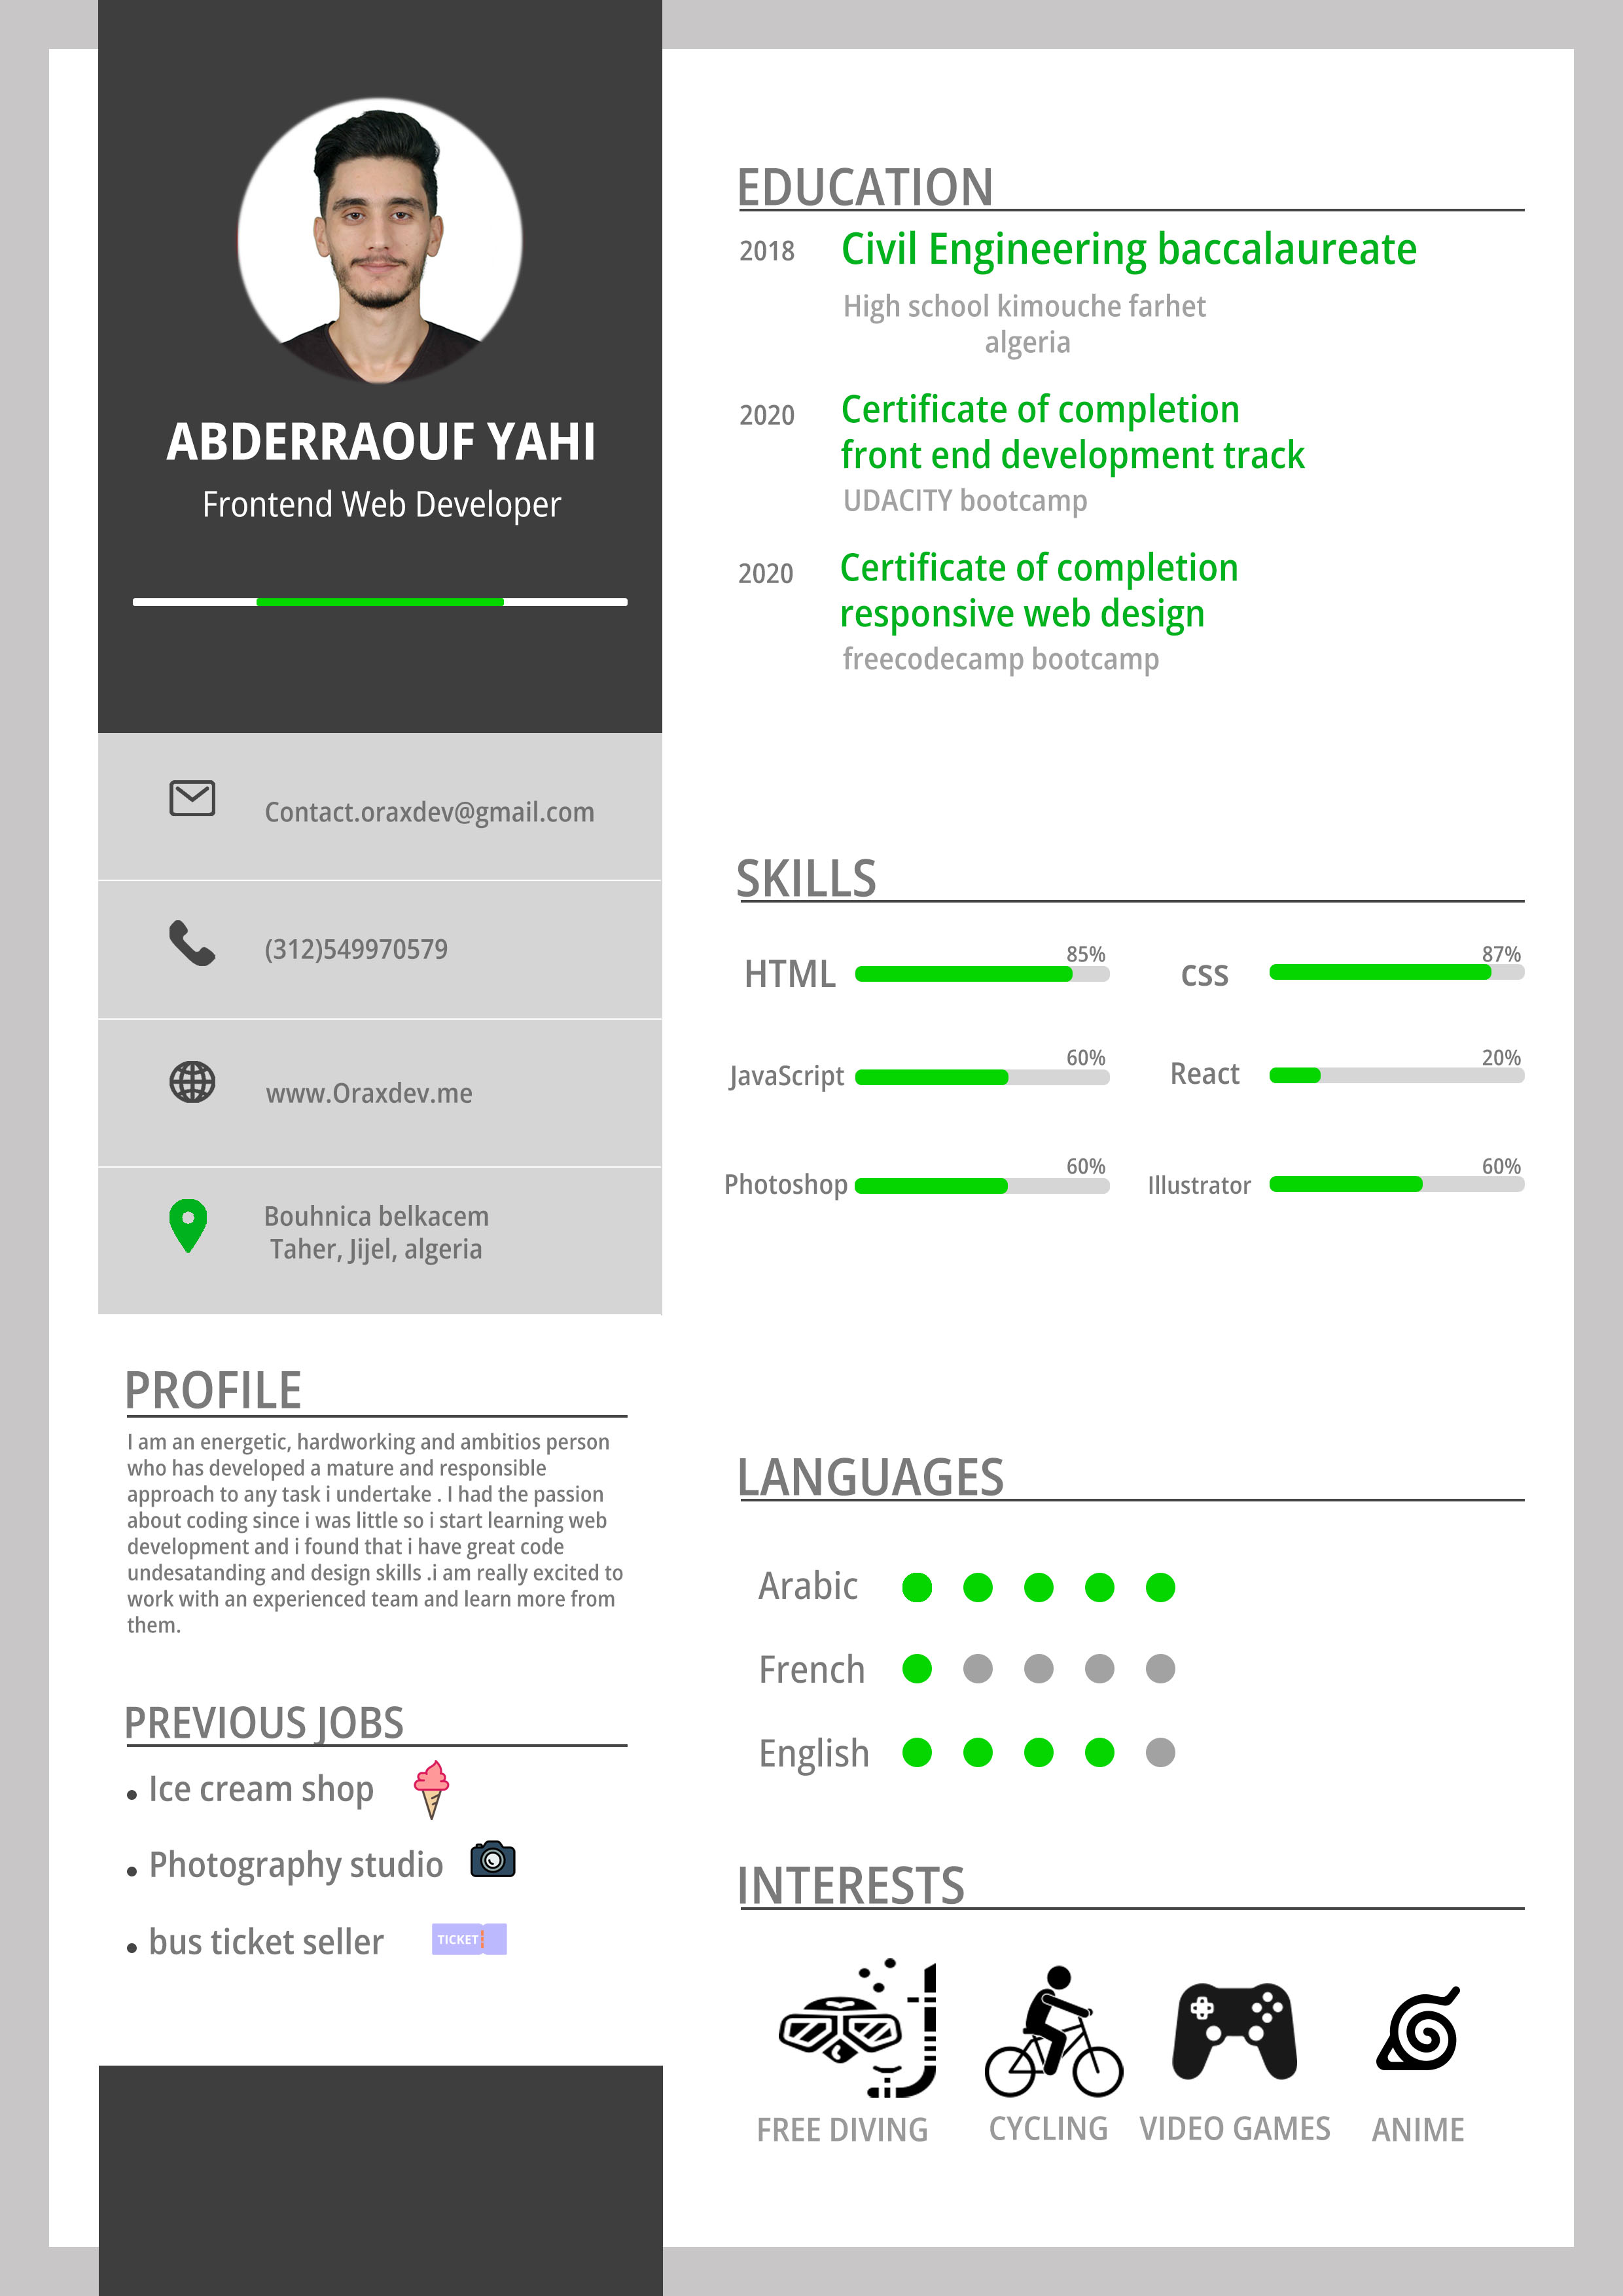 ABDERRAOUF YAHI
Frontend Web Developer
Contact.oraxdev@gmail.com
(312)549970579
www.Oraxdev.me
Bouhnica belkacem
Taher, Jijel, algeria
PROFILE
I am an energetic, hardworking and ambitios person
who has developed a mature and responsible
approach to any task i undertake . I had the passion
about coding since i was little so i start learning web
development and i found that i have great code
undesatanding and design skills .i am really excited to
work with an experienced team and learn more from
them.
PREVIOUS JOBS
Ice cream shop
Photography studio
bus ticket seller
TICKET
EDUCATION
2018 Civil Engineering baccalaureate
High school kimouche farhet
algeria
2020 Certificate of completion
front end development track
UDACITY bootcamp
2020 Certificate of completion
responsive web design
freecodecamp bootcamp
SKILLS
HTML 85% css 87%
JavaScript 60% React 20%
Photoshop 60% Illustrator 60%
LANGUAGES
Arabic
French
English
INTERESTS
FREE DIVING CYCLING VIDEO GAMES ANIME